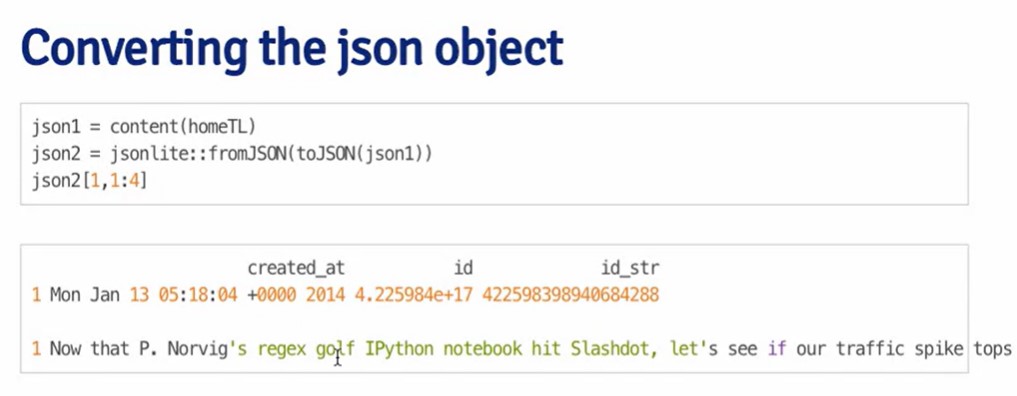 Converting the json object
json1 = content(homeTL)
json2 = jsonlite::fromJSON(toJSON(json1))
json2[1,1:4]
created_at id id_str
1 Mon Jan 13 05:18:04 +0000 2014 4.225984e+17 422598398940684288
1 Now that P. Norvig's regex golf IPython notebook hit Slashdot, let's see if our traffic spike tops